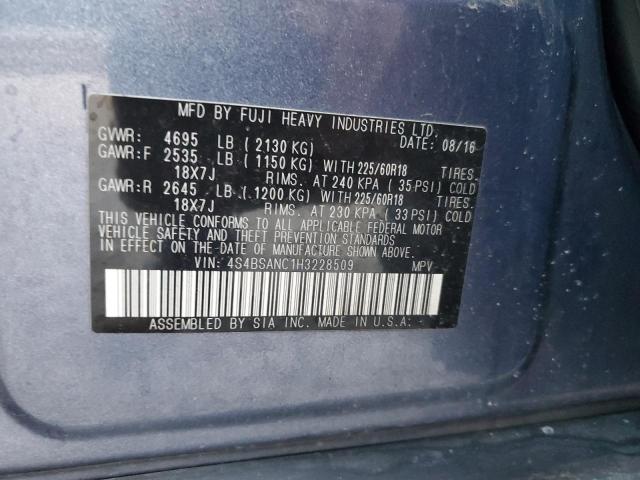 MFD BY FUJI HEAVY INDUSTRIES LTD.
GVWR: 4695 LB (2130 KG) DATE: 08/16
GAWR:F 2535 LB (1150 KG) WITH 225/60R18 TIRES.
18X7J RIMS. AT 240 KPA (35 PSI) COLD
GAWR:R 2645 LB (1200 KG) WITH 225/60R18 TIRES.
18X7J RIMS. AT 230 KPA (33 PSI) COLD
THIS VEHICLE CONFORMS TO ALL APPLICABLE FEDERAL MOTOR
VEHICLE SAFETY AND THEFT PREVENTION STANDARDS
IN EFFECT ON THE DATE OF MANUFACTURE SHOWN ABOVE.
VIN: 4S4BSANC1H3228509 MPV
ASSEMBLED BY SIA INC. MADE IN U.S.A.